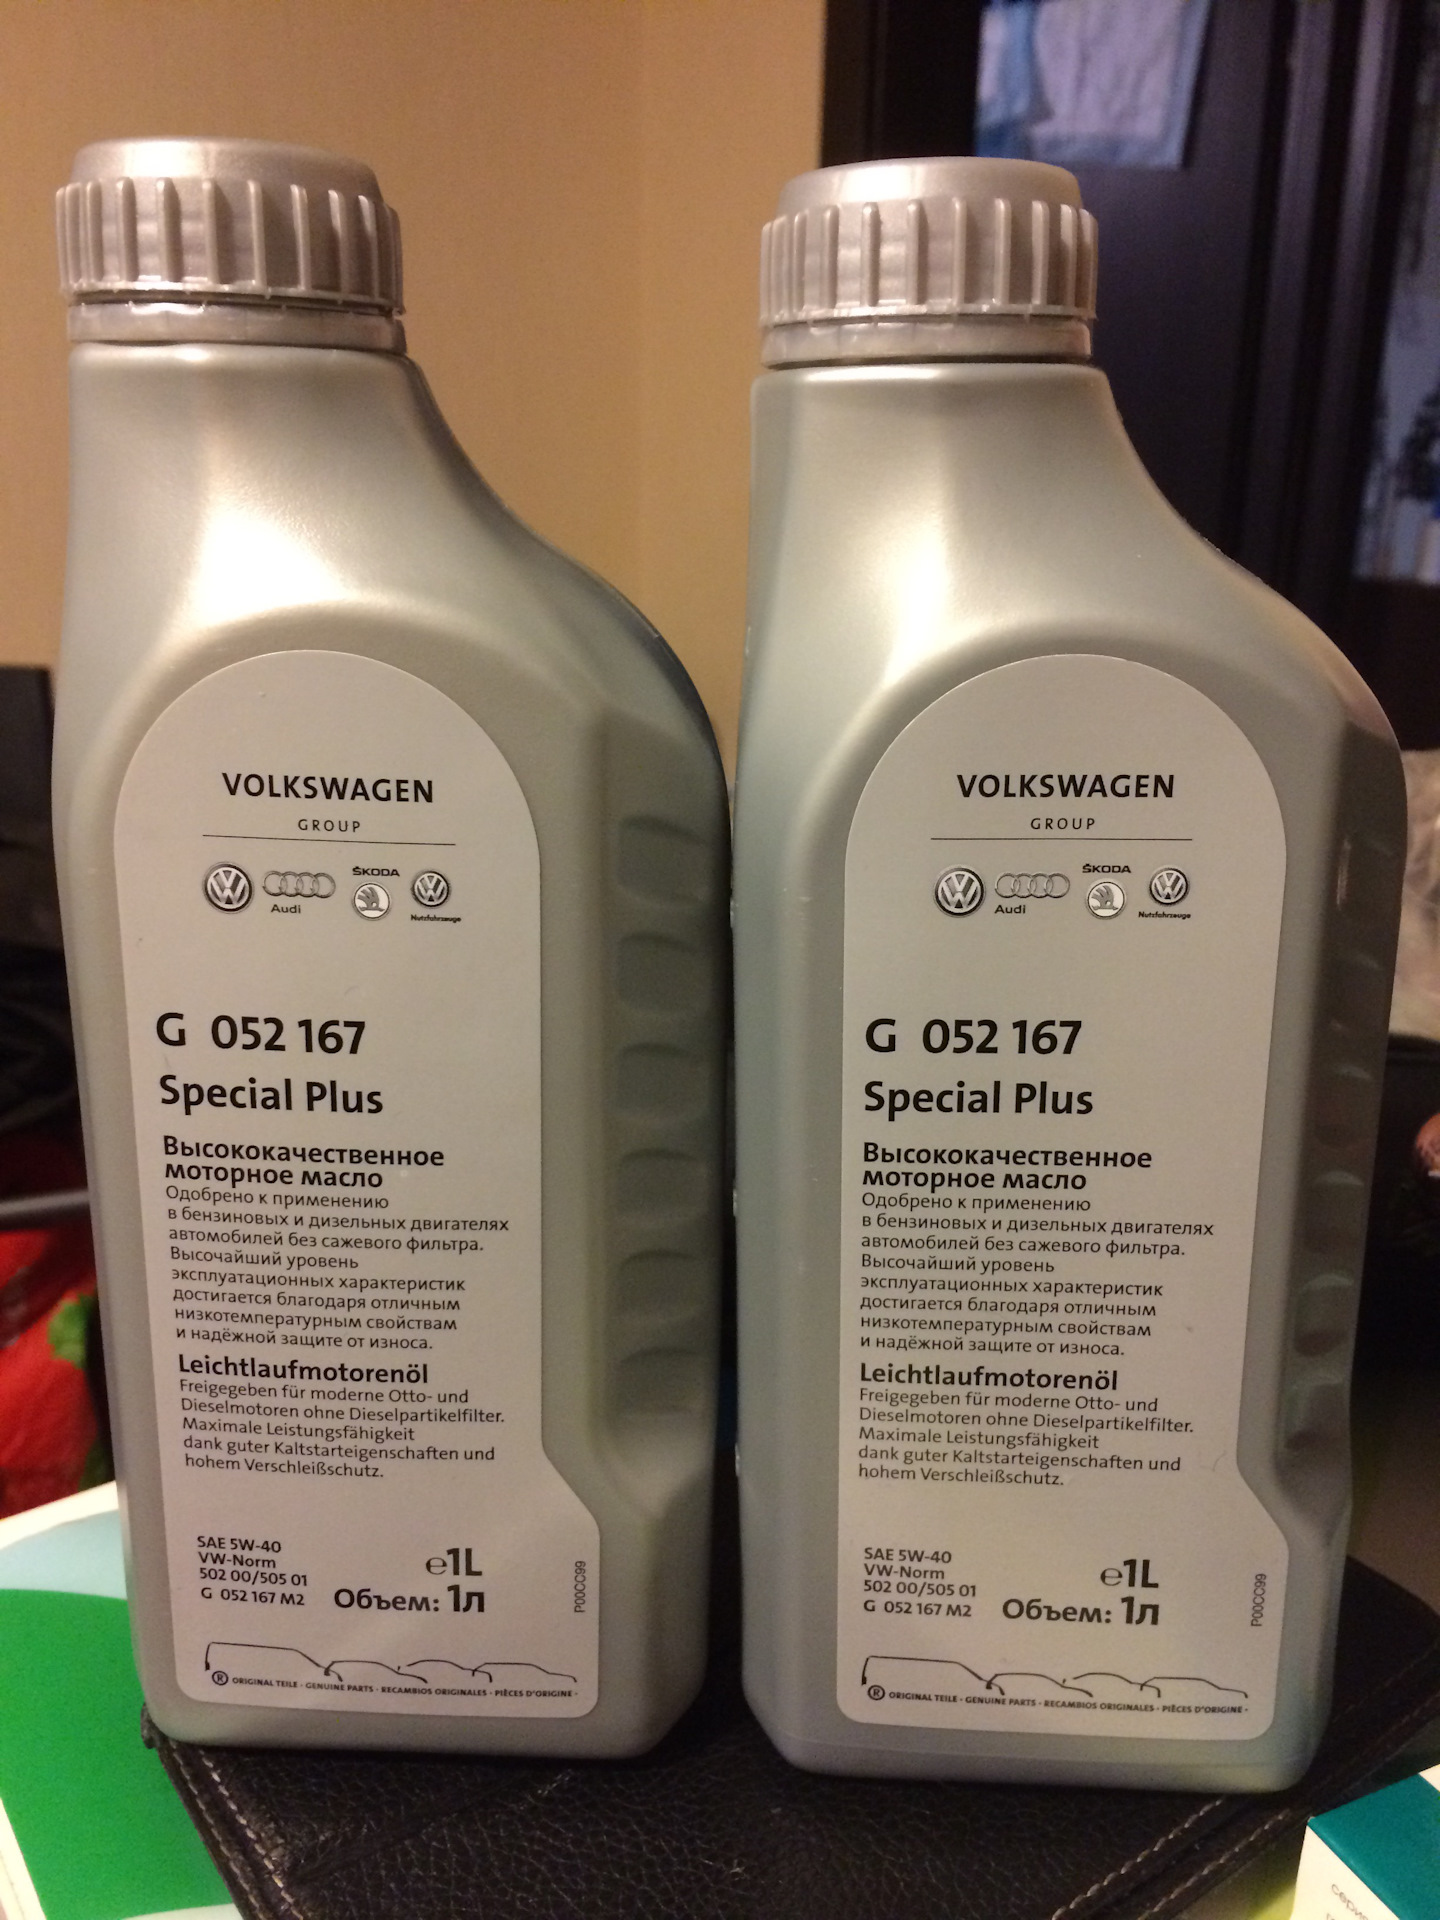 VOLKSWAGEN
GROUP
ŠKODA
Audi
Nutzfahrzeuge
G 052 167
Special Plus
Высококачественное
моторное масло
Одобрено к применению
в бензиновых и дизельных двигателях
автомобилей без сажевого фильтра.
Высочайший уровень
эксплуатационных характеристик
достигается благодаря отличным
низкотемпературным свойствам
и надёжной защите от износа.
Leichtlaufmotorenöl
Freigegeben für moderne Otto- und
Dieselmotoren ohne Dieselpartikelfilter.
Maximale Leistungsfähigkeit
dank guter Kaltstarteigenschaften und
hohem Verschleißschutz.
SAE 5W-40
VW-Norm
502 00/505 01
G 052 167 M2
℮1L
Объем: 1л
P00CC99
® ORIGINAL TEILE · GENUINE PARTS · RECAMBIOS ORIGINALES · PIÈCES D'ORIGINE ·
VOLKSWAGEN
GROUP
ŠKODA
Audi
Nutzfahrzeuge
G 052 167
Special Plus
Высококачественное
моторное масло
Одобрено к применению
в бензиновых и дизельных двигателях
автомобилей без сажевого фильтра.
Высочайший уровень
эксплуатационных характеристик
достигается благодаря отличным
низкотемпературным свойствам
и надёжной защите от износа.
Leichtlaufmotorenöl
Freigegeben für moderne Otto- und
Dieselmotoren ohne Dieselpartikelfilter.
Maximale Leistungsfähigkeit
dank guter Kaltstarteigenschaften und
hohem Verschleißschutz.
SAE 5W-40
VW-Norm
502 00/505 01
G 052 167 M2
℮1L
Объем: 1л
P00CC99
® ORIGINAL TEILE · GENUINE PARTS · RECAMBIOS ORIGINALES · PIÈCES D'ORIGINE ·